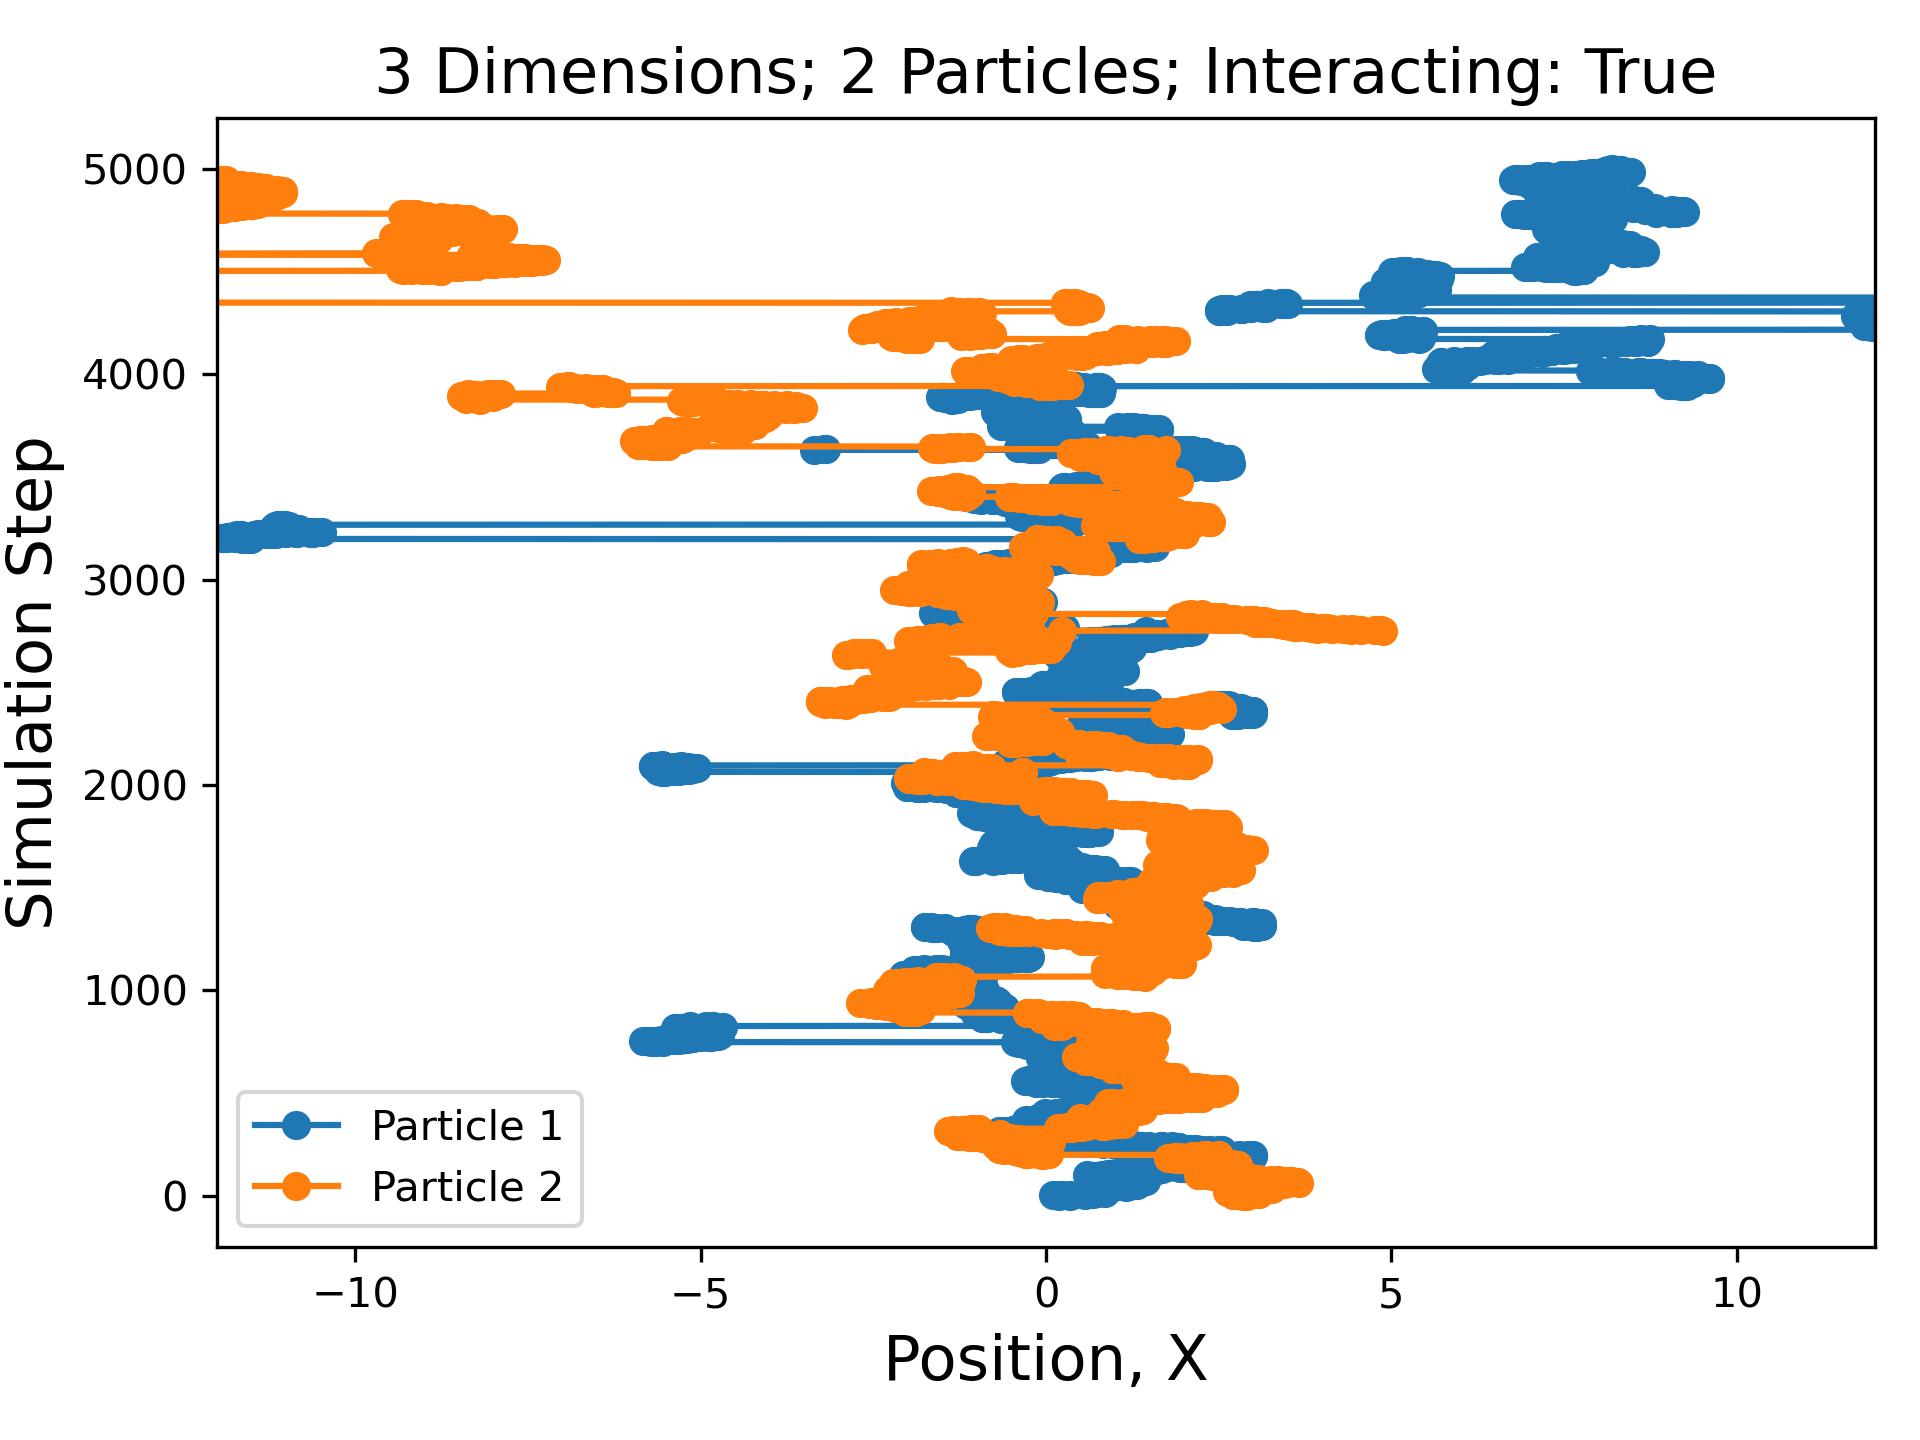 3 Dimensions; 2 Particles; Interacting: True
Simulation Step
5000
4000
3000
2000
1000
0
Particle 1
Particle 2
−10
−5
0
5
10
Position, X